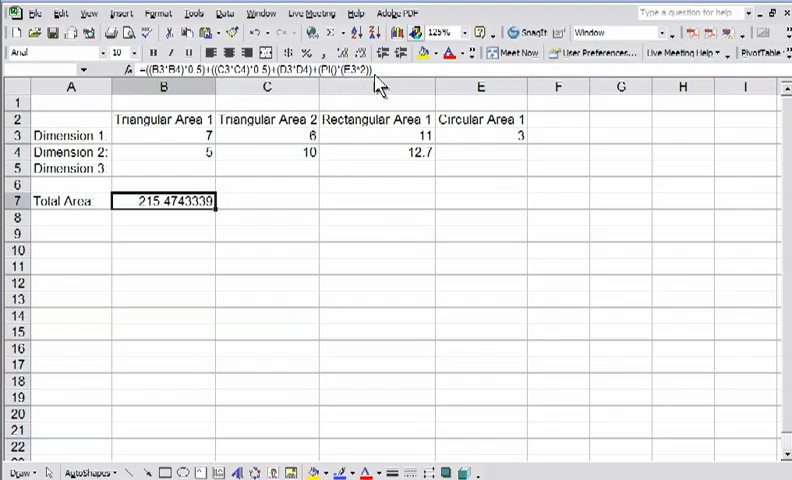 File Edit View Insert Format Tools Data Window Live Meeting Help Adobe PDF Type a question for help
125% SnagIt Window
Arial 10 B I U $ % , Meet Now User Preferences... Live Meeting Help PivotTable
fx =((B3*B4)*0.5)+((C3*C4)*0.5)+(D3*D4)+(PI()*(E3^2))
A B C D E F G H I
1
2 Triangular Area 1 Triangular Area 2 Rectangular Area 1 Circular Area 1
3 Dimension 1: 7 6 11 3
4 Dimension 2: 5 10 12.7
5 Dimension 3
6
7 Total Area: 215.4743339
8
9
10
11
12
13
14
15
16
17
18
19
20
21
22
Draw AutoShapes